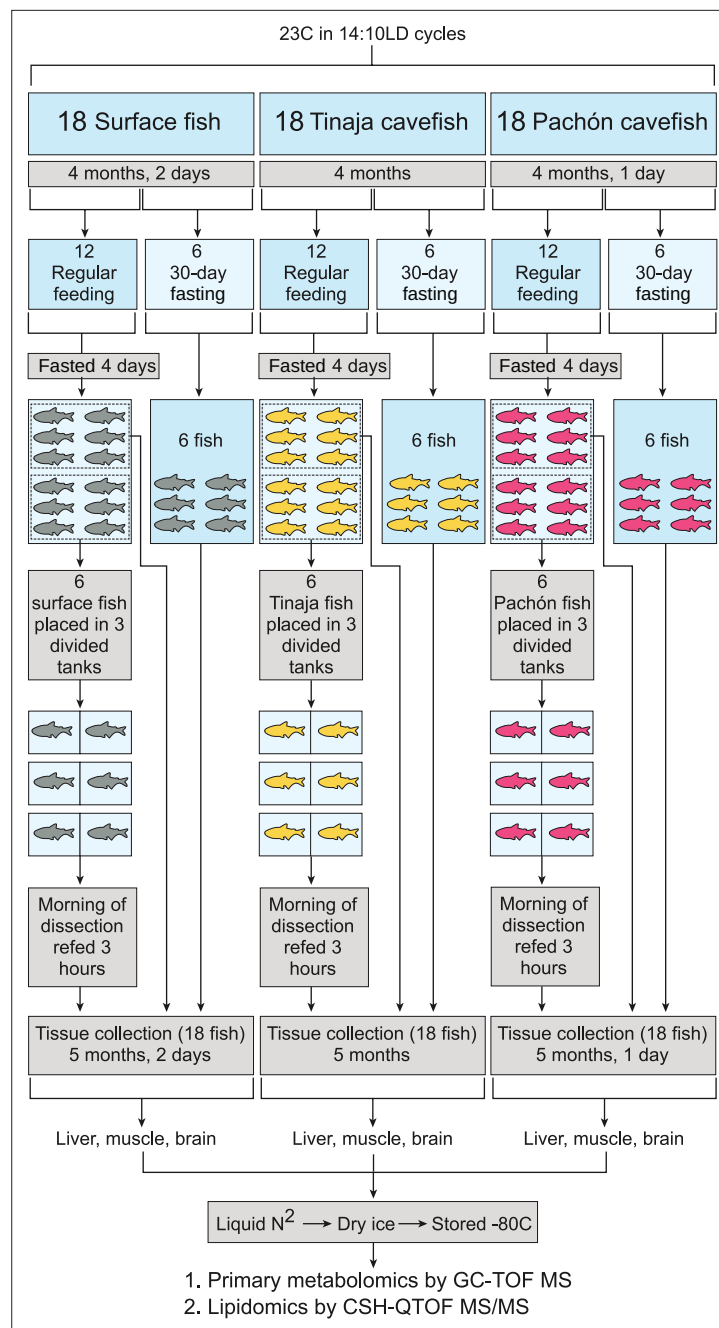 23C in 14:10LD cycles
18 Surface fish
18 Tinaja cavefish
18 Pachón cavefish
4 months, 2 days
4 months
4 months, 1 day
12
Regular
feeding
6
30-day
fasting
12
Regular
feeding
6
30-day
fasting
12
Regular
feeding
6
30-day
fasting
Fasted 4 days
Fasted 4 days
Fasted 4 days
6 fish
6 fish
6 fish
6
surface fish
placed in 3
divided
tanks
6
Tinaja fish
placed in 3
divided
tanks
6
Pachón fish
placed in 3
divided
tanks
Morning of
dissection
refed 3
hours
Morning of
dissection
refed 3
hours
Morning of
dissection
refed 3
hours
Tissue collection (18 fish)
5 months, 2 days
Tissue collection (18 fish)
5 months
Tissue collection (18 fish)
5 months, 1 day
Liver, muscle, brain
Liver, muscle, brain
Liver, muscle, brain
Liquid N² → Dry ice → Stored -80C
1. Primary metabolomics by GC-TOF MS
2. Lipidomics by CSH-QTOF MS/MS